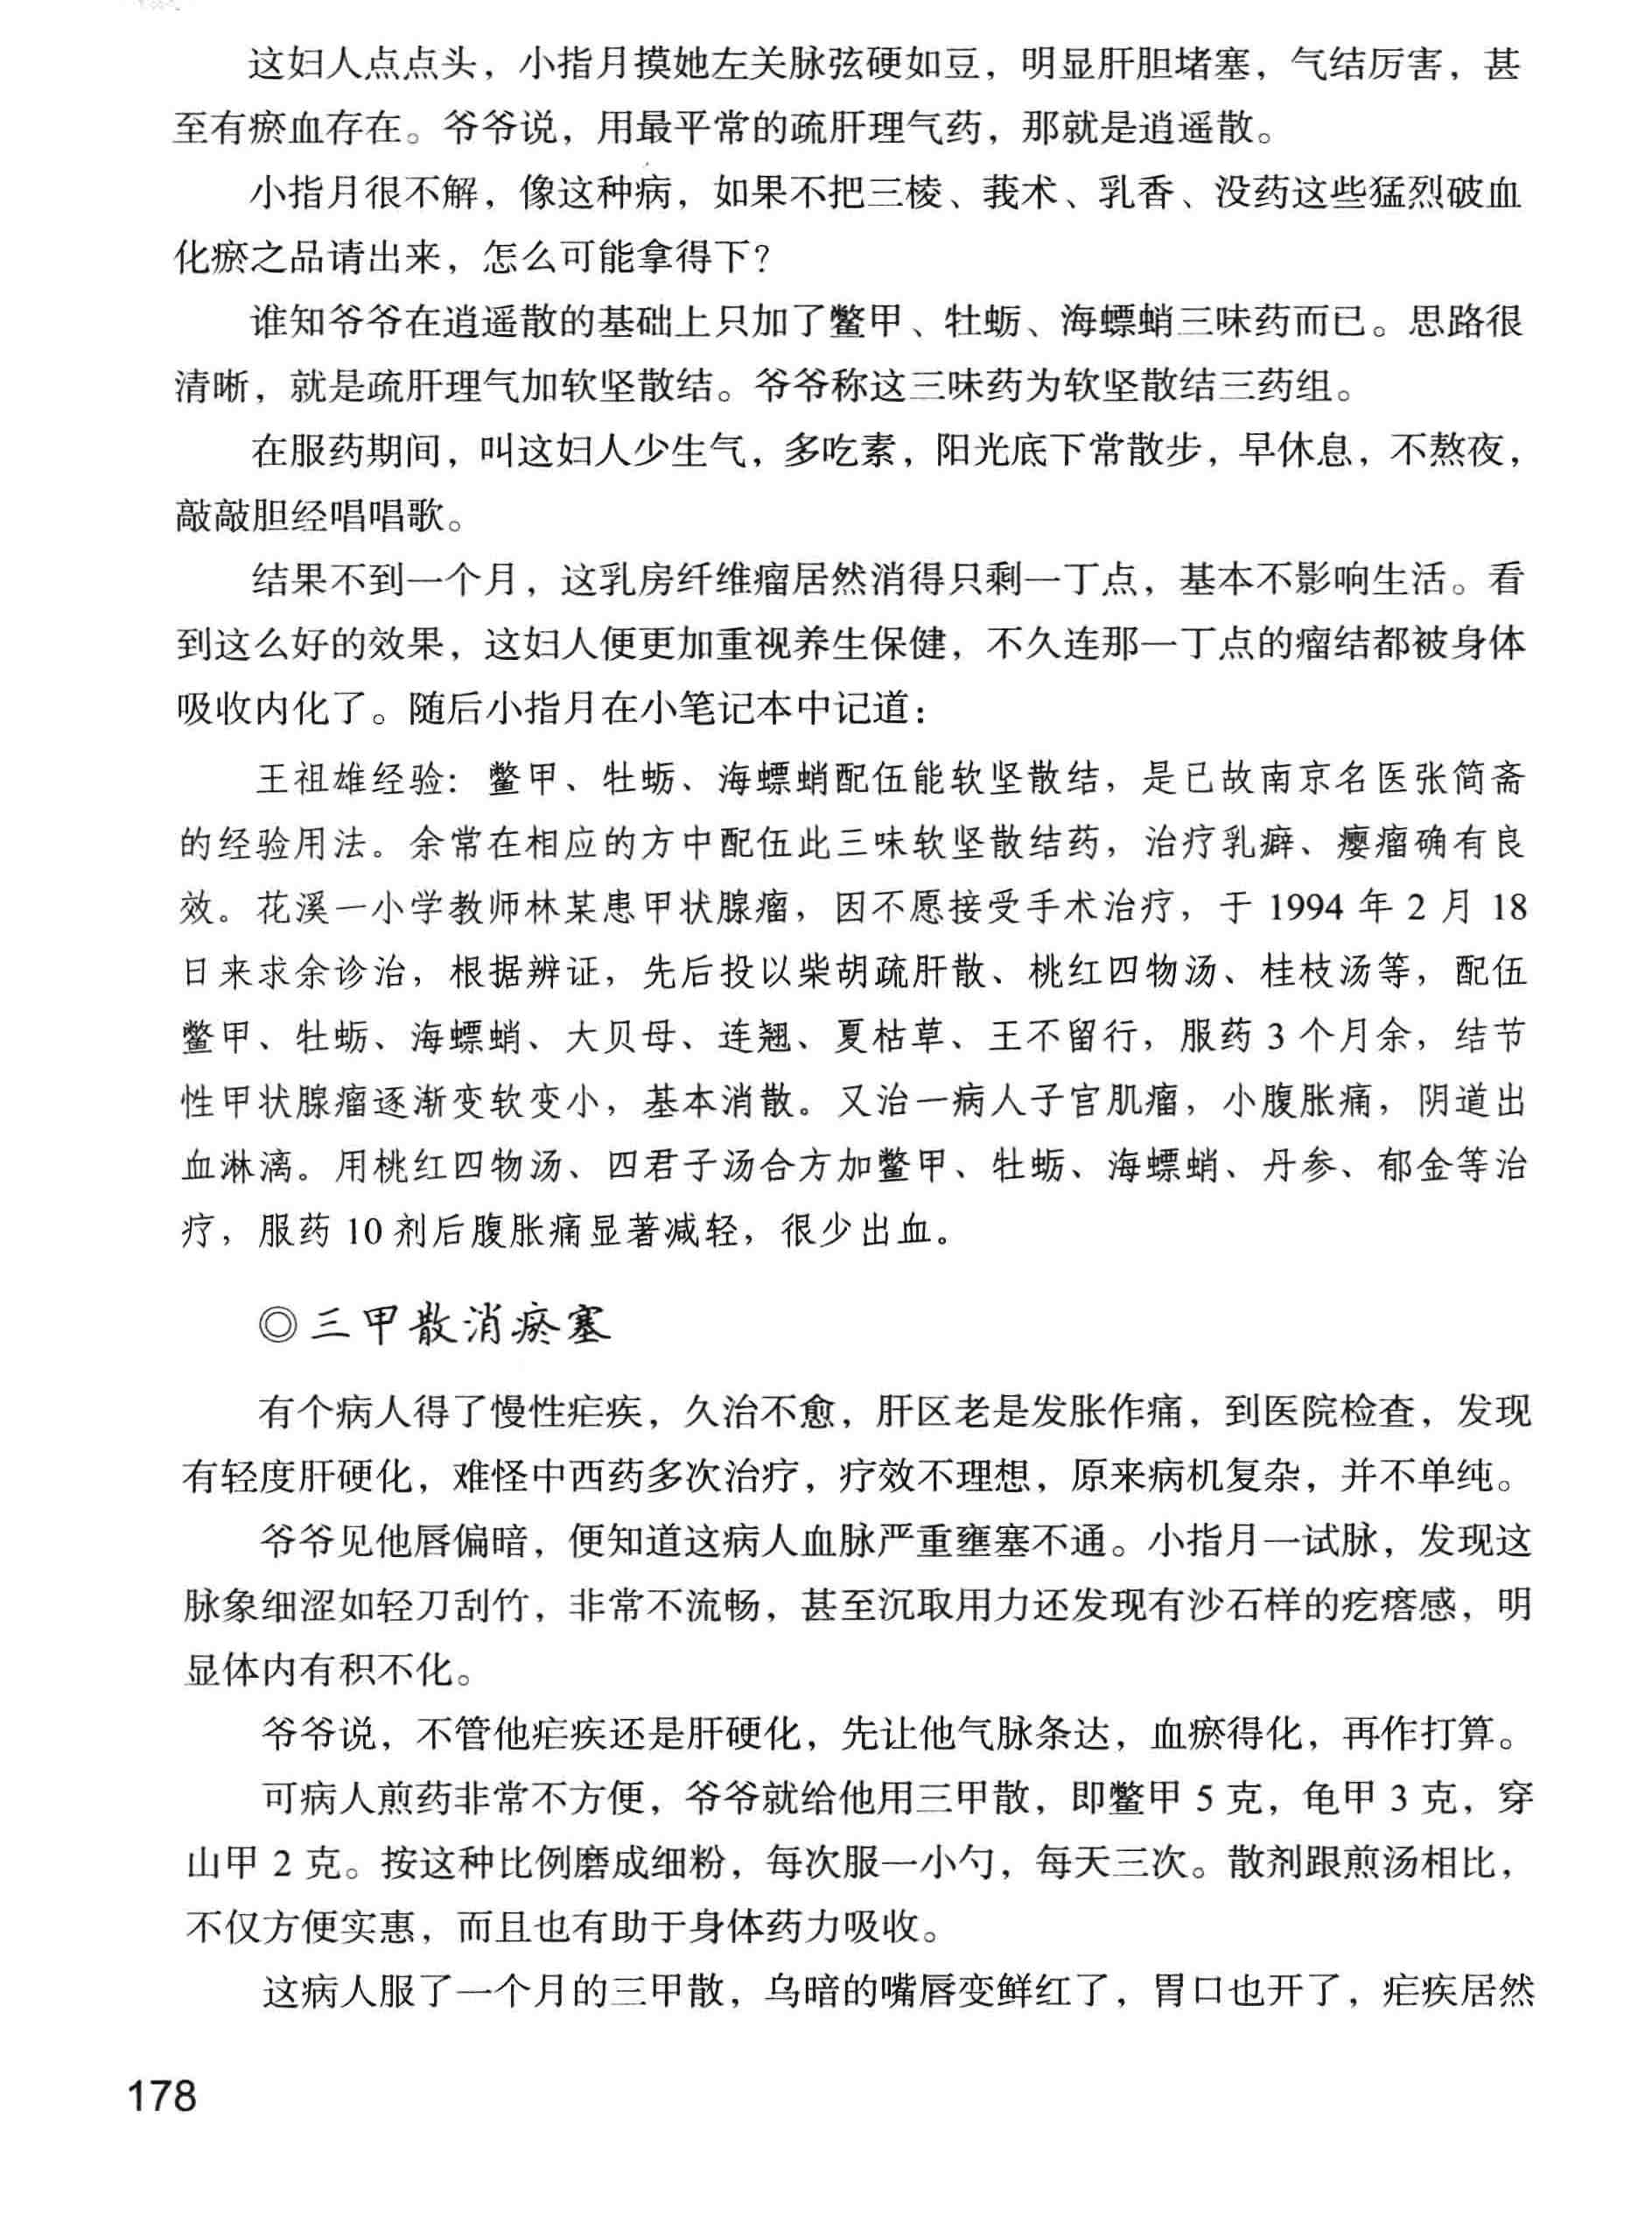 这妇人点点头，小指月摸她左关脉弦硬如豆，明显肝胆堵塞，气结厉害，甚
至有瘀血存在。爷爷说，用最平常的疏肝理气药，那就是逍遥散。
小指月很不解，像这种病，如果不把三棱、莪术、乳香、没药这些猛烈破血
化瘀之品请出来，怎么可能拿得下？
谁知爷爷在逍遥散的基础上只加了鳖甲、牡蛎、海螵蛸三味药而已。思路很
清晰，就是疏肝理气加软坚散结。爷爷称这三味药为软坚散结三药组。
在服药期间，叫这妇人少生气，多吃素，阳光底下常散步，早休息，不熬夜，
敲敲胆经唱唱歌。
结果不到一个月，这乳房纤维瘤居然消得只剩一丁点，基本不影响生活。看
到这么好的效果，这妇人便更加重视养生保健，不久连那一丁点的瘤结都被身体
吸收内化了。随后小指月在小笔记本中记道：
王祖雄经验：鳖甲、牡蛎、海螵蛸配伍能软坚散结，是已故南京名医张简斋
的经验用法。余常在相应的方中配伍此三味软坚散结药，治疗乳癖、瘿瘤确有良
效。花溪一小学教师林某患甲状腺瘤，因不愿接受手术治疗，于 1994 年 2 月 18
日来求余诊治，根据辨证，先后投以柴胡疏肝散、桃红四物汤、桂枝汤等，配伍
鳖甲、牡蛎、海螵蛸、大贝母、连翘、夏枯草、王不留行，服药 3 个月余，结节
性甲状腺瘤逐渐变软变小，基本消散。又治一病人子宫肌瘤，小腹胀痛，阴道出
血淋漓。用桃红四物汤、四君子汤合方加鳖甲、牡蛎、海螵蛸、丹参、郁金等治
疗，服药 10 剂后腹胀痛显著减轻，很少出血。
◎三甲散消瘀塞
有个病人得了慢性疟疾，久治不愈，肝区老是发胀作痛，到医院检查，发现
有轻度肝硬化，难怪中西药多次治疗，疗效不理想，原来病机复杂，并不单纯。
爷爷见他唇偏暗，便知道这病人血脉严重壅塞不通。小指月一试脉，发现这
脉象细涩如轻刀刮竹，非常不流畅，甚至沉取用力还发现有沙石样的疙瘩感，明
显体内有积不化。
爷爷说，不管他疟疾还是肝硬化，先让他气脉条达，血瘀得化，再作打算。
可病人煎药非常不方便，爷爷就给他用三甲散，即鳖甲 5 克，龟甲 3 克，穿
山甲 2 克。按这种比例磨成细粉，每次服一小勺，每天三次。散剂跟煎汤相比，
不仅方便实惠，而且也有助于身体药力吸收。
这病人服了一个月的三甲散，乌暗的嘴唇变鲜红了，胃口也开了，疟疾居然
178